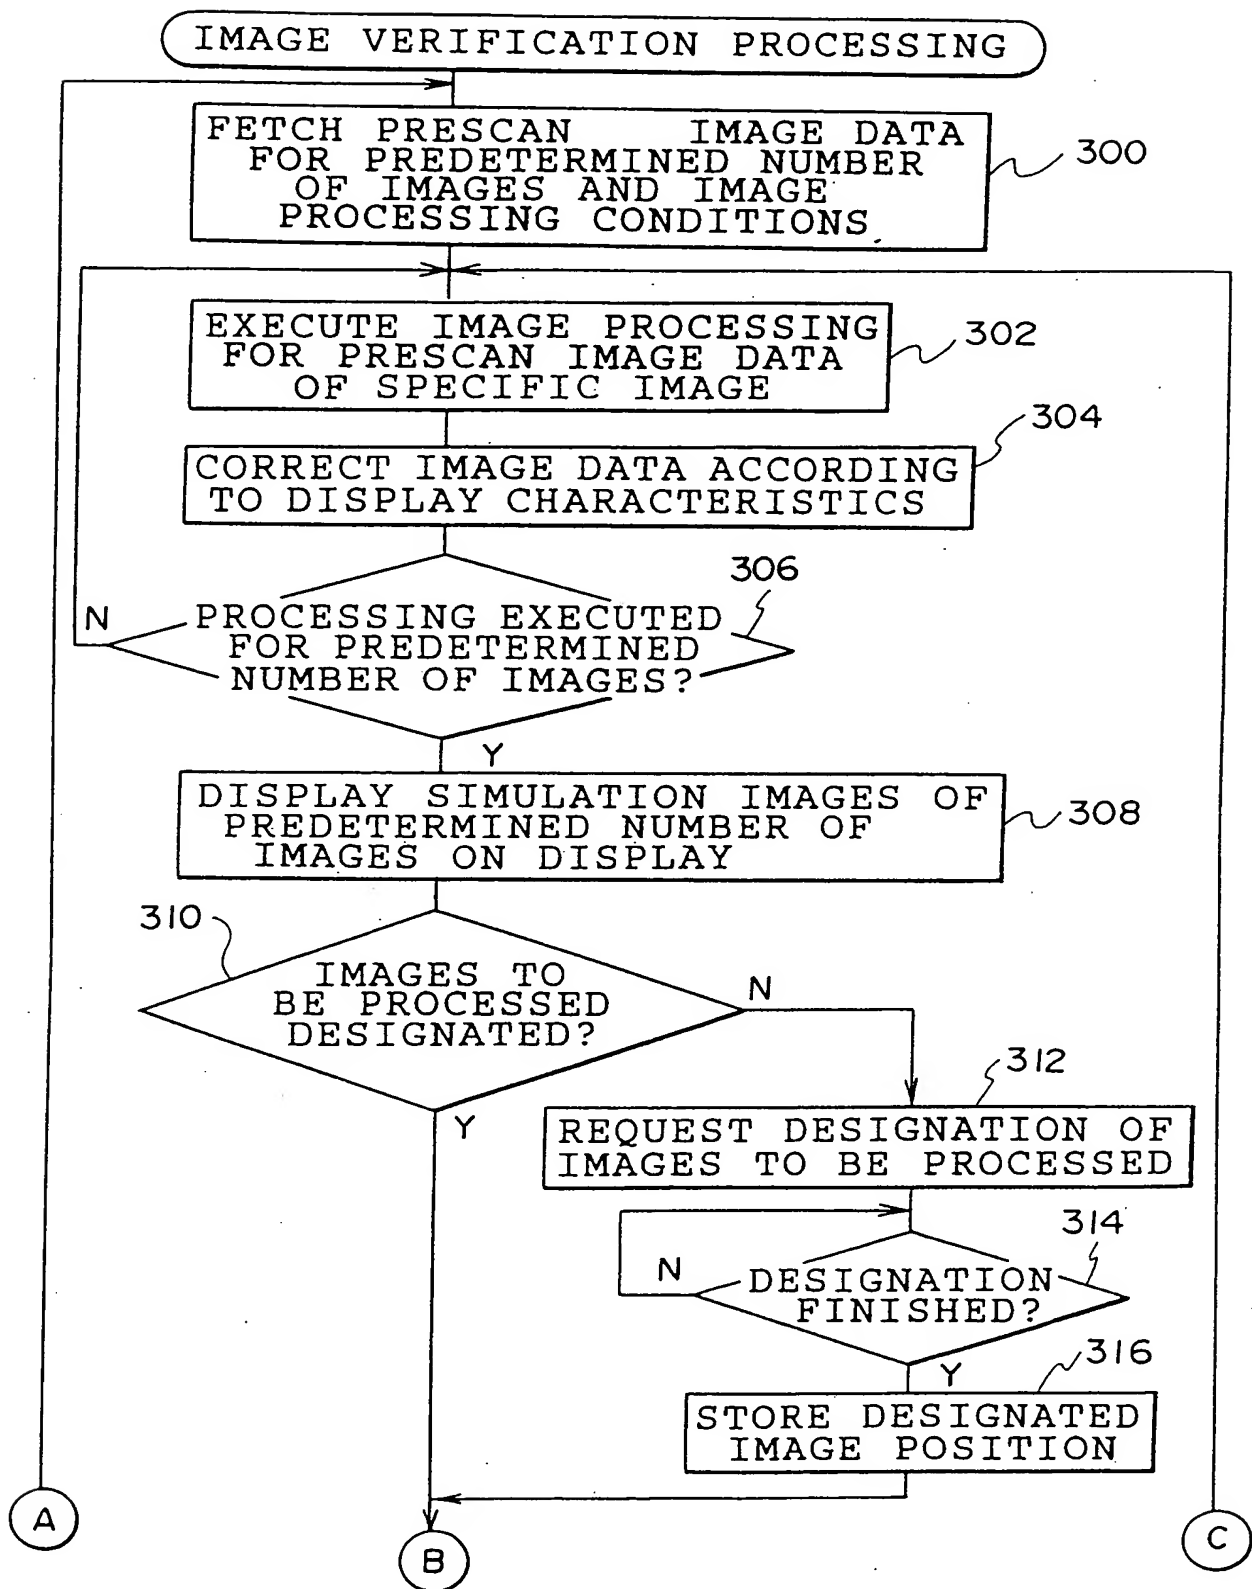 IMAGE VERIFICATION PROCESSING
FETCH PRESCAN IMAGE DATA
FOR PREDETERMINED NUMBER
OF IMAGES AND IMAGE
PROCESSING CONDITIONS
300
EXECUTE IMAGE PROCESSING
FOR PRESCAN IMAGE DATA
OF SPECIFIC IMAGE
302
304
CORRECT IMAGE DATA ACCORDING
TO DISPLAY CHARACTERISTICS
306
N
PROCESSING EXECUTED
FOR PREDETERMINED
NUMBER OF IMAGES?
Y
DISPLAY SIMULATION IMAGES OF
PREDETERMINED NUMBER OF
IMAGES ON DISPLAY
308
310
IMAGES TO
BE PROCESSED
DESIGNATED?
N
Y
312
REQUEST DESIGNATION OF
IMAGES TO BE PROCESSED
314
N
DESIGNATION
FINISHED?
Y
316
STORE DESIGNATED
IMAGE POSITION
A
B
C